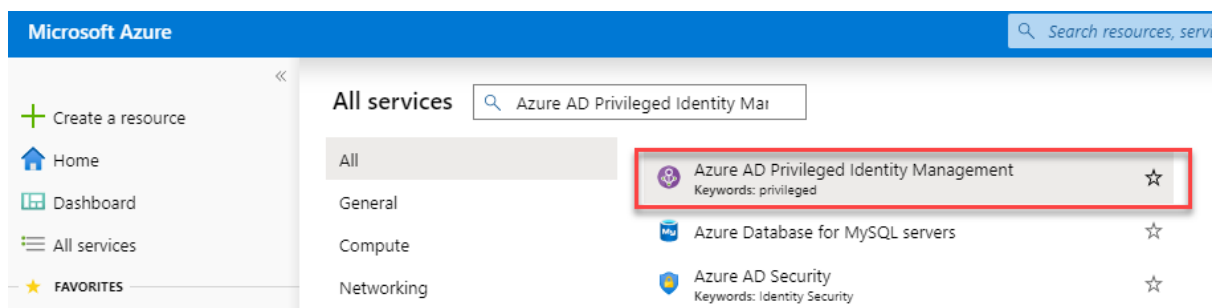 Microsoft Azure
Search resources, serv
«
Create a resource
Home
Dashboard
All services
FAVORITES
All services
Azure AD Privileged Identity Mar
All
General
Compute
Networking
Azure AD Privileged Identity Management
Keywords: privileged
My
Azure Database for MySQL servers
Azure AD Security
Keywords: Identity Security